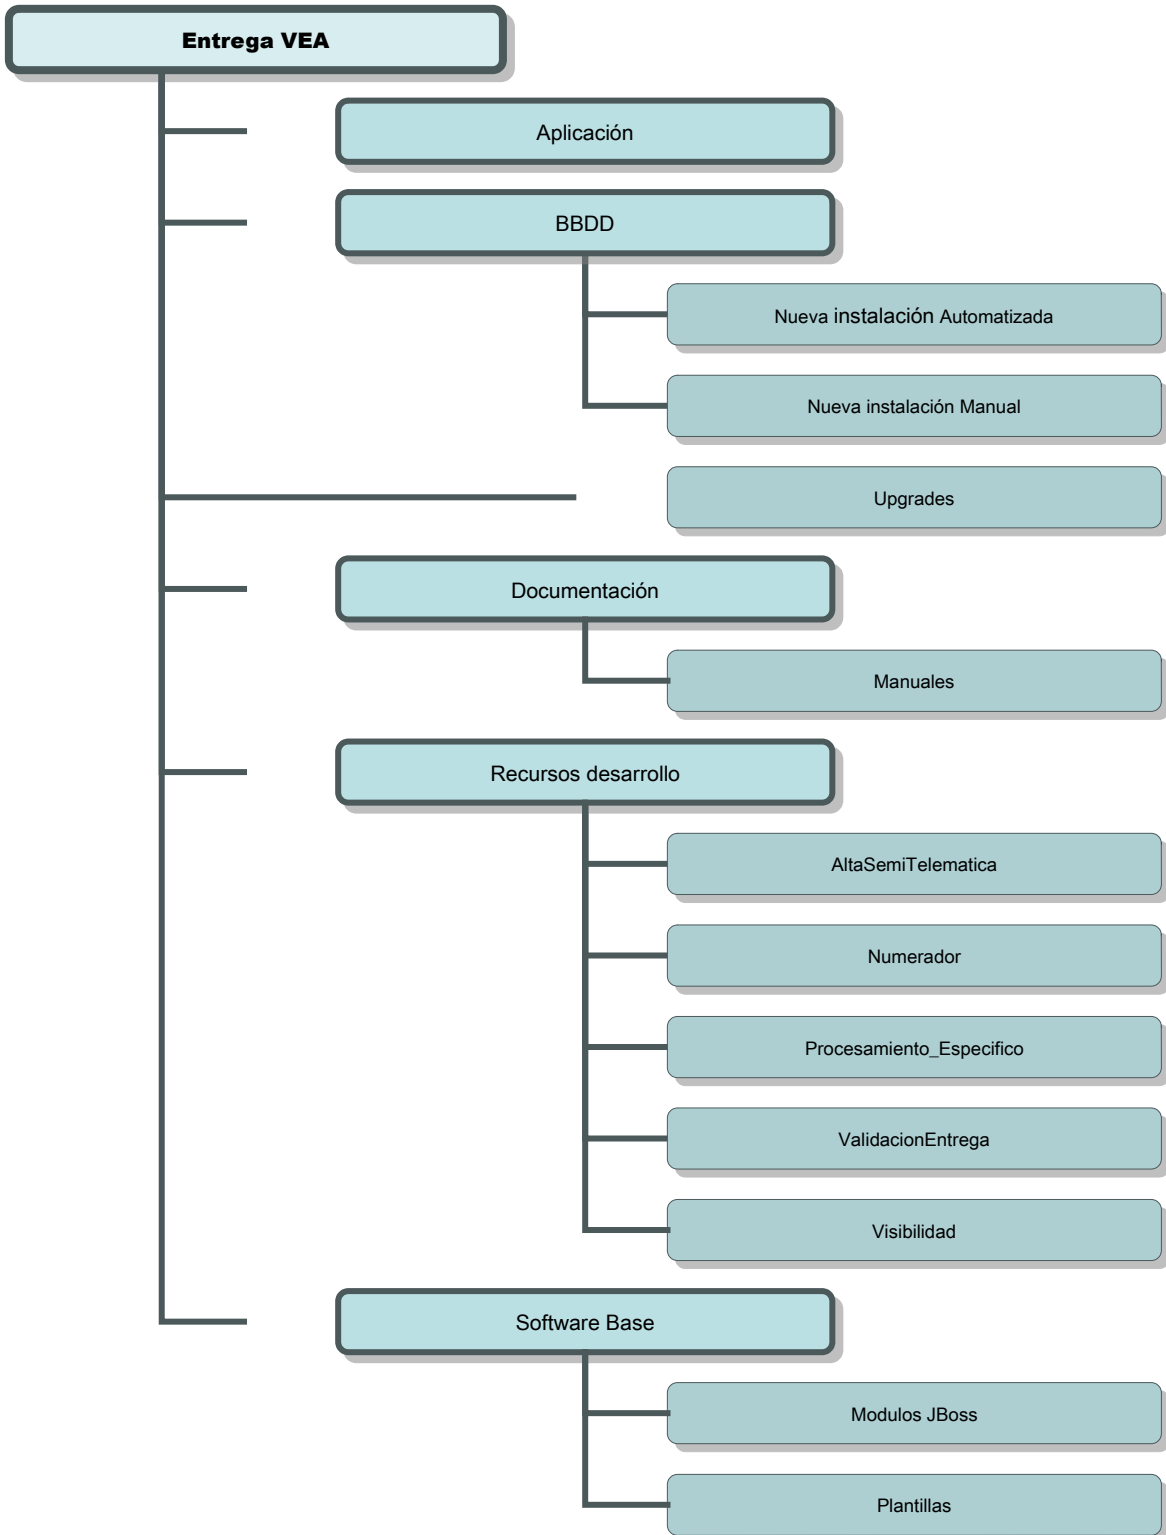 Entrega VEA
Aplicación
BBDD
Nueva instalación Automatizada
Nueva instalación Manual
Upgrades
Documentación
Manuales
Recursos desarrollo
AltaSemiTelematica
Numerador
Procesamiento_Especifico
ValidacionEntrega
Visibilidad
Software Base
Modulos JBoss
Plantillas